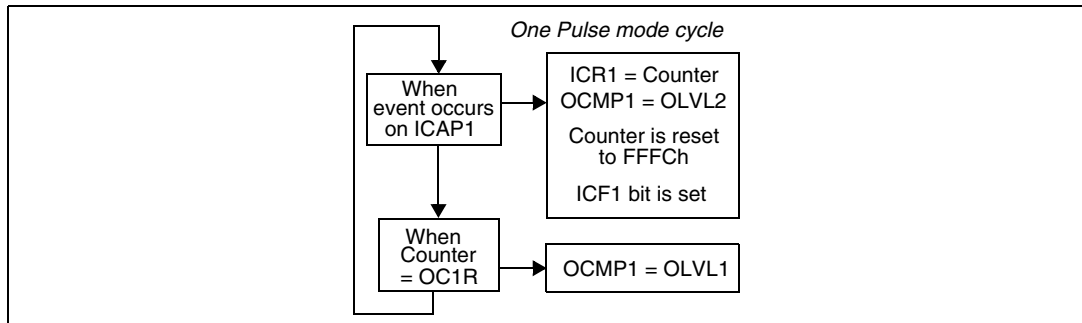 One Pulse mode cycle
When
event occurs
on ICAP1
ICR1 = Counter
OCMP1 = OLVL2
Counter is reset
to FFFCh
ICF1 bit is set
When
Counter
= OC1R
OCMP1 = OLVL1